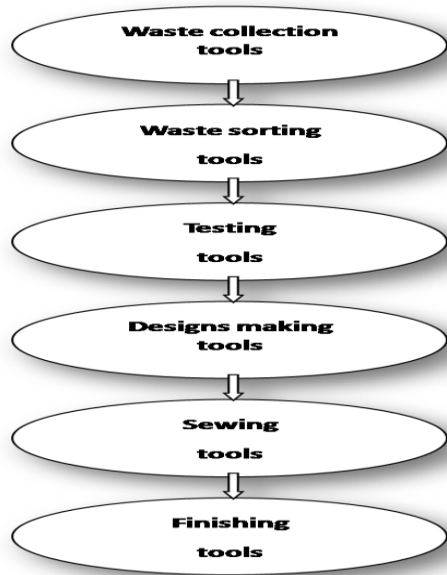 Waste collection
tools
Waste sorting
tools
Testing
tools
Designs making
tools
Sewing
tools
Finishing
tools